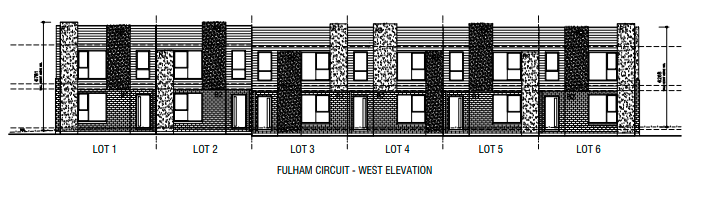 LOT 1
LOT 2
LOT 3
LOT 4
LOT 5
LOT 6
FULHAM CIRCUIT - WEST ELEVATION